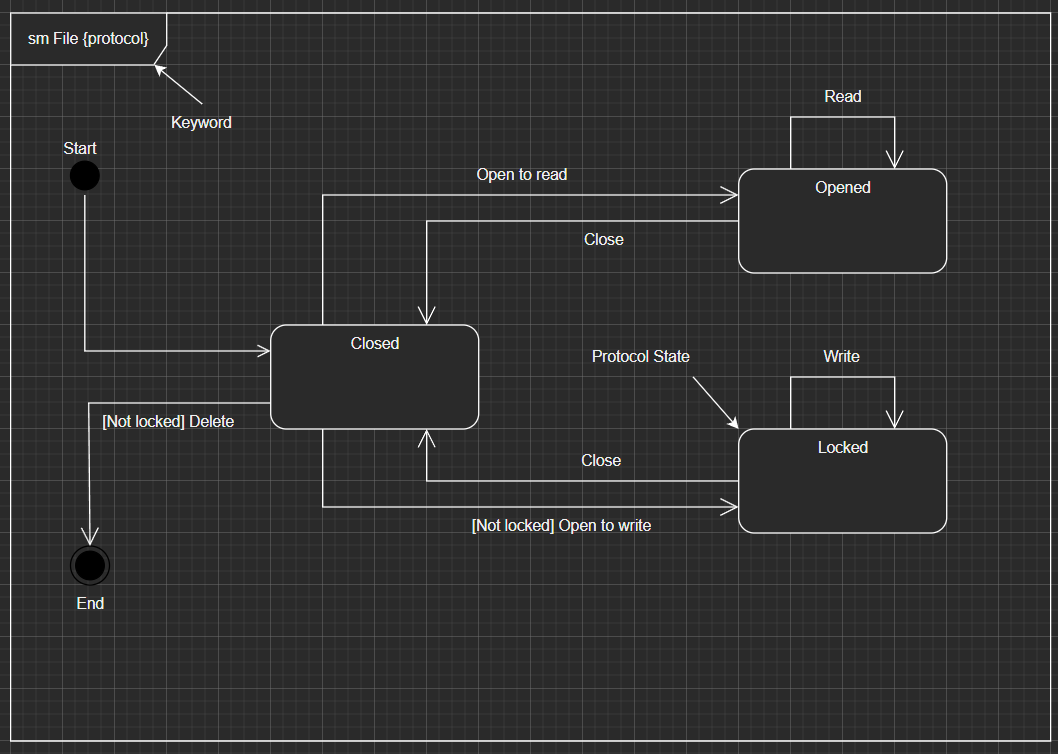 sm File {protocol}
Keyword
Start
Read
Open to read
Opened
Close
Closed
Protocol State
Write
[Not locked] Delete
Locked
Close
[Not locked] Open to write
End